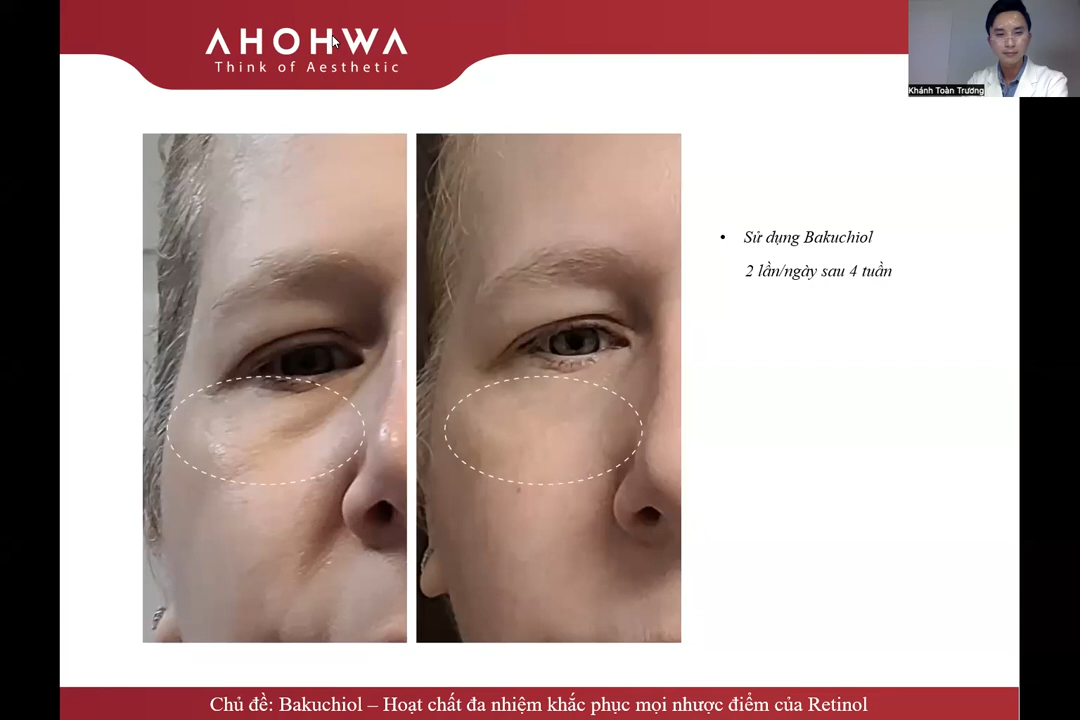 AHOHWA
Think of Aesthetic
Khánh Toàn Trương
• Sử dụng Bakuchiol
2 lần/ngày sau 4 tuần
Chủ đề: Bakuchiol – Hoạt chất đa nhiệm khắc phục mọi nhược điểm của Retinol